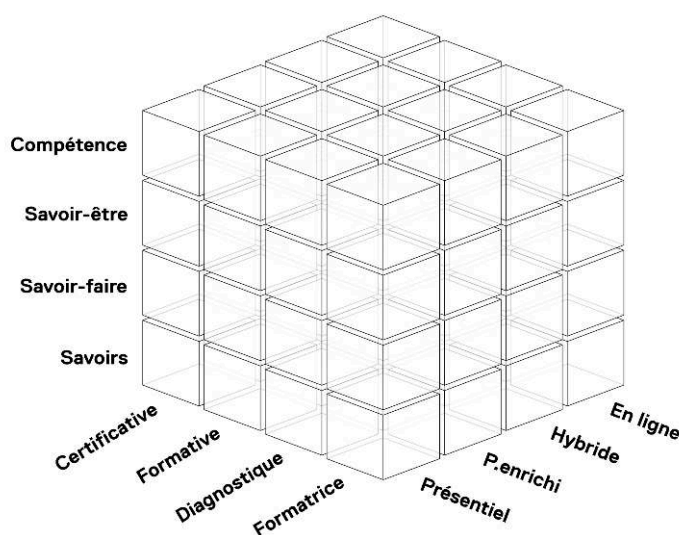 Compétence
Savoir-être
Savoir-faire
Savoirs
Certificative
Formative
Diagnostique
Formatrice
Présentiel
P.enrichi
Hybride
En ligne